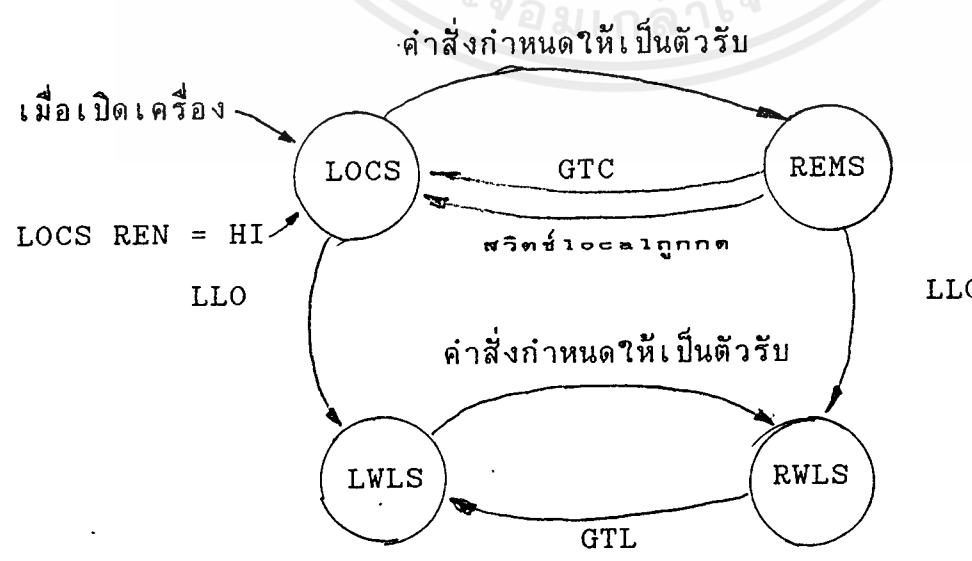 คำสั่งกำหนดให้เป็นตัวรับ
เมื่อเปิดเครื่อง
LOCS
GTC
REMS
LOCS REN = HI
สวิตช์localถูกกด
LLO
LLO
คำสั่งกำหนดให้เป็นตัวรับ
LWLS
RWLS
GTL